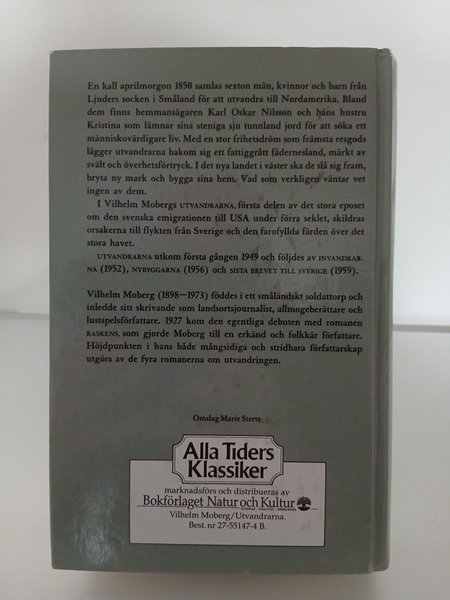 En kall aprilmorgon 1850 samlas sexton män, kvinnor och barn från
Ljuders socken i Småland för att utvandra till Nordamerika. Bland
dem finns hemmansägaren Karl Oskar Nilsson och hans hustru
Kristina som lämnar sina steniga sju tunnland jord för att söka ett
människovärdigare liv. Med en stor frihetsdröm som främsta resgods
lägger utvandrarna bakom sig ett fattiggrått fädernesland, märkt av
svält och överhetsförtryck. I det nya landet i väster ska de slå sig fram,
bryta ny mark och bygga sina hem. Vad som verkligen väntar vet
ingen av dem.
I Vilhelm Mobergs UTVANDRARNA, första delen av det stora eposet
om den svenska emigrationen till USA under förra seklet, skildras
orsakerna till flykten från Sverige och den farofyllda färden över det
stora havet.
UTVANDRARNA utkom första gången 1949 och följdes av INVANDRAR-
NA (1952), NYBYGGARNA (1956) och SISTA BREVET TILL SVERIGE (1959).
Vilhelm Moberg (1898–1973) föddes i ett småländskt soldattorp och
inledde sitt skrivande som landsortsjournalist, allmogeberättare och
lustspelsförfattare. 1927 kom den egentliga debuten med romanen
RASKENS, som gjorde Moberg till en erkänd och folkkär författare.
Höjdpunkten i hans både mångsidiga och stridbara författarskap
utgörs av de fyra romanerna om utvandringen.
Omslag Marie Sterte
Alla Tiders
Klassiker
marknadsförs och distribueras av
Bokförlaget Natur och Kultur
Vilhelm Moberg/Utvandrarna.
Best. nr 27-55147-4 B.